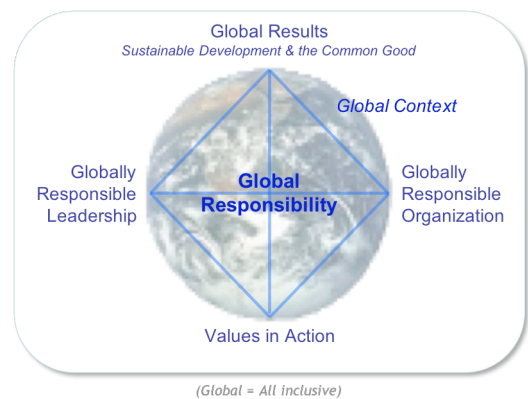 Global Results
Sustainable Development & the Common Good
Global Context
Globally
Responsible
Leadership
Global
Responsibility
Globally
Responsible
Organization
Values in Action
(Global = All inclusive)